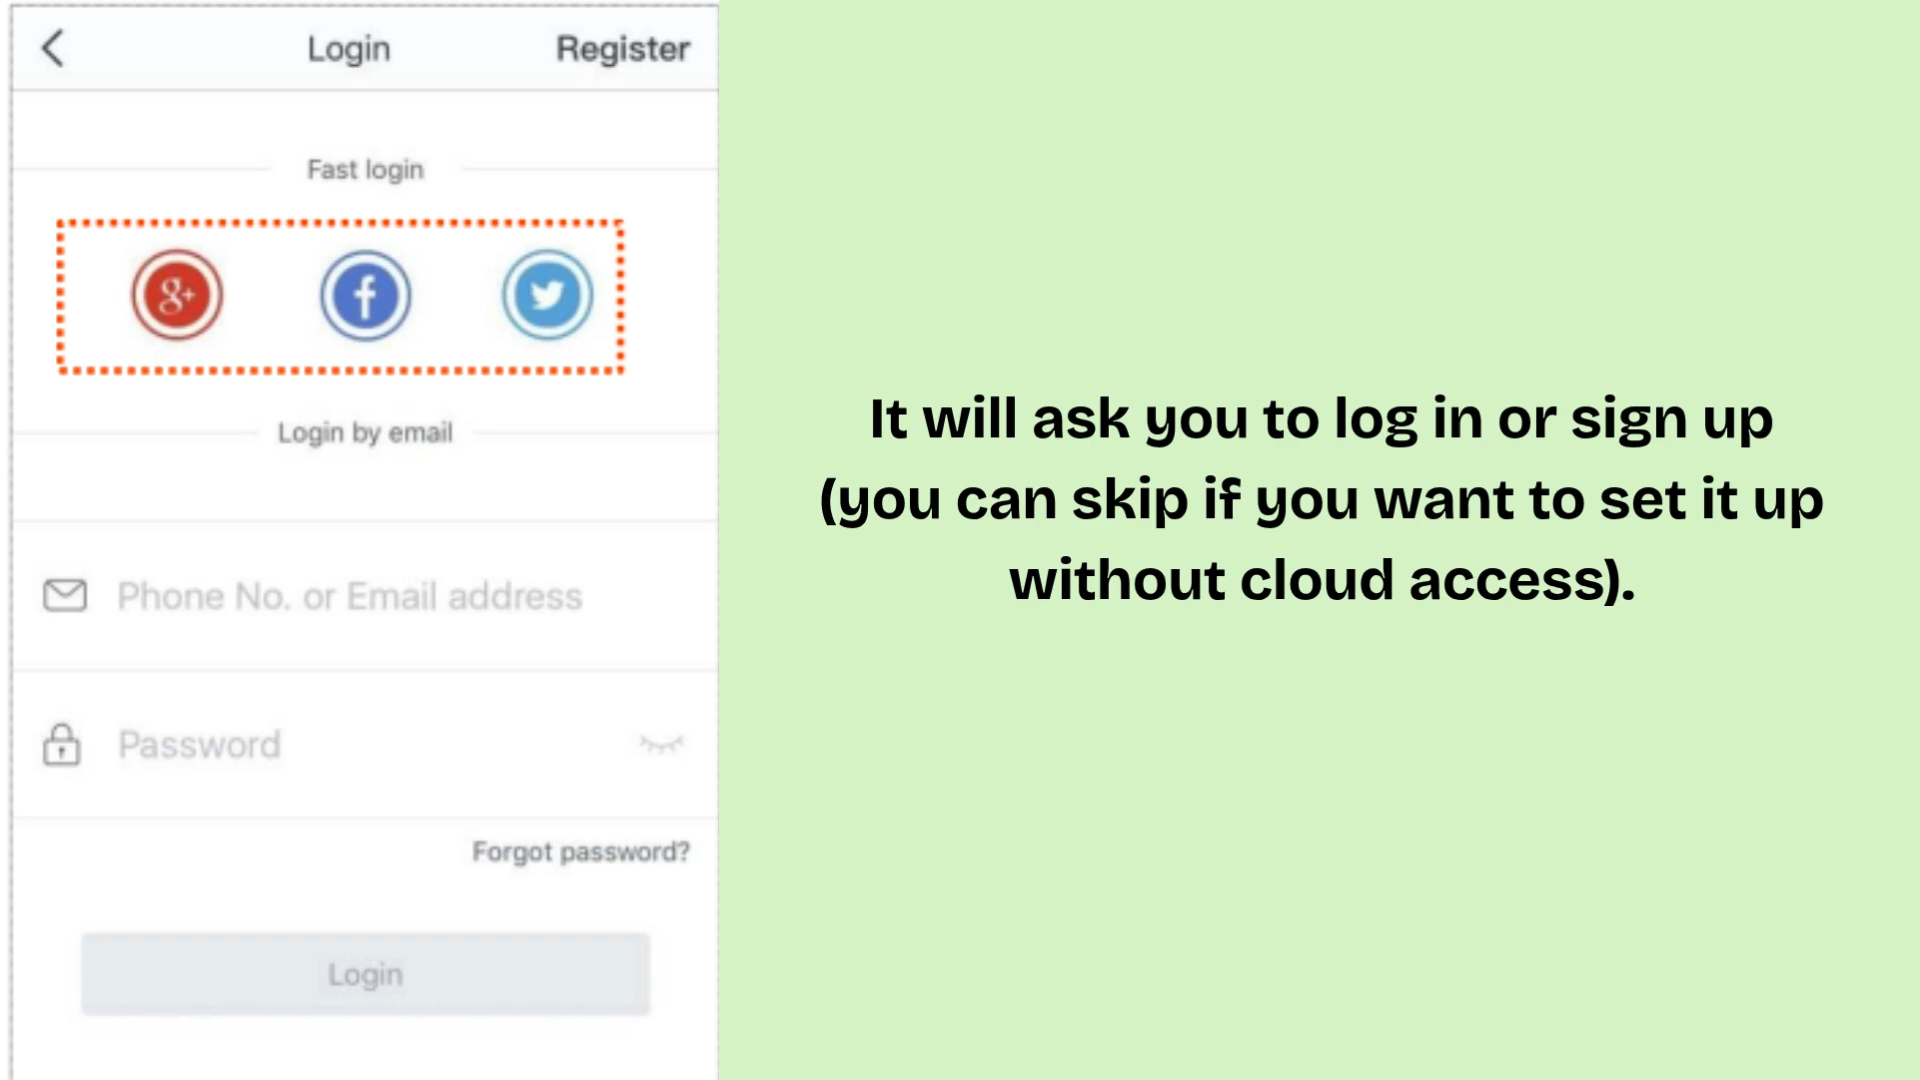 Login Register
Fast login
g+ f
Login by email
Phone No. or Email address
Password
Forgot password?
Login
It will ask you to log in or sign up
(you can skip if you want to set it up
without cloud access).